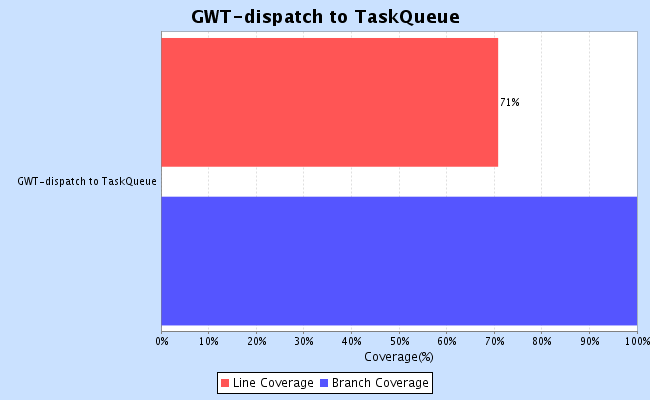 GWT-dispatch to TaskQueue
71%
GWT-dispatch to TaskQueue
0% 10% 20% 30% 40% 50% 60% 70% 80% 90% 100%
Coverage(%)
Line Coverage Branch Coverage